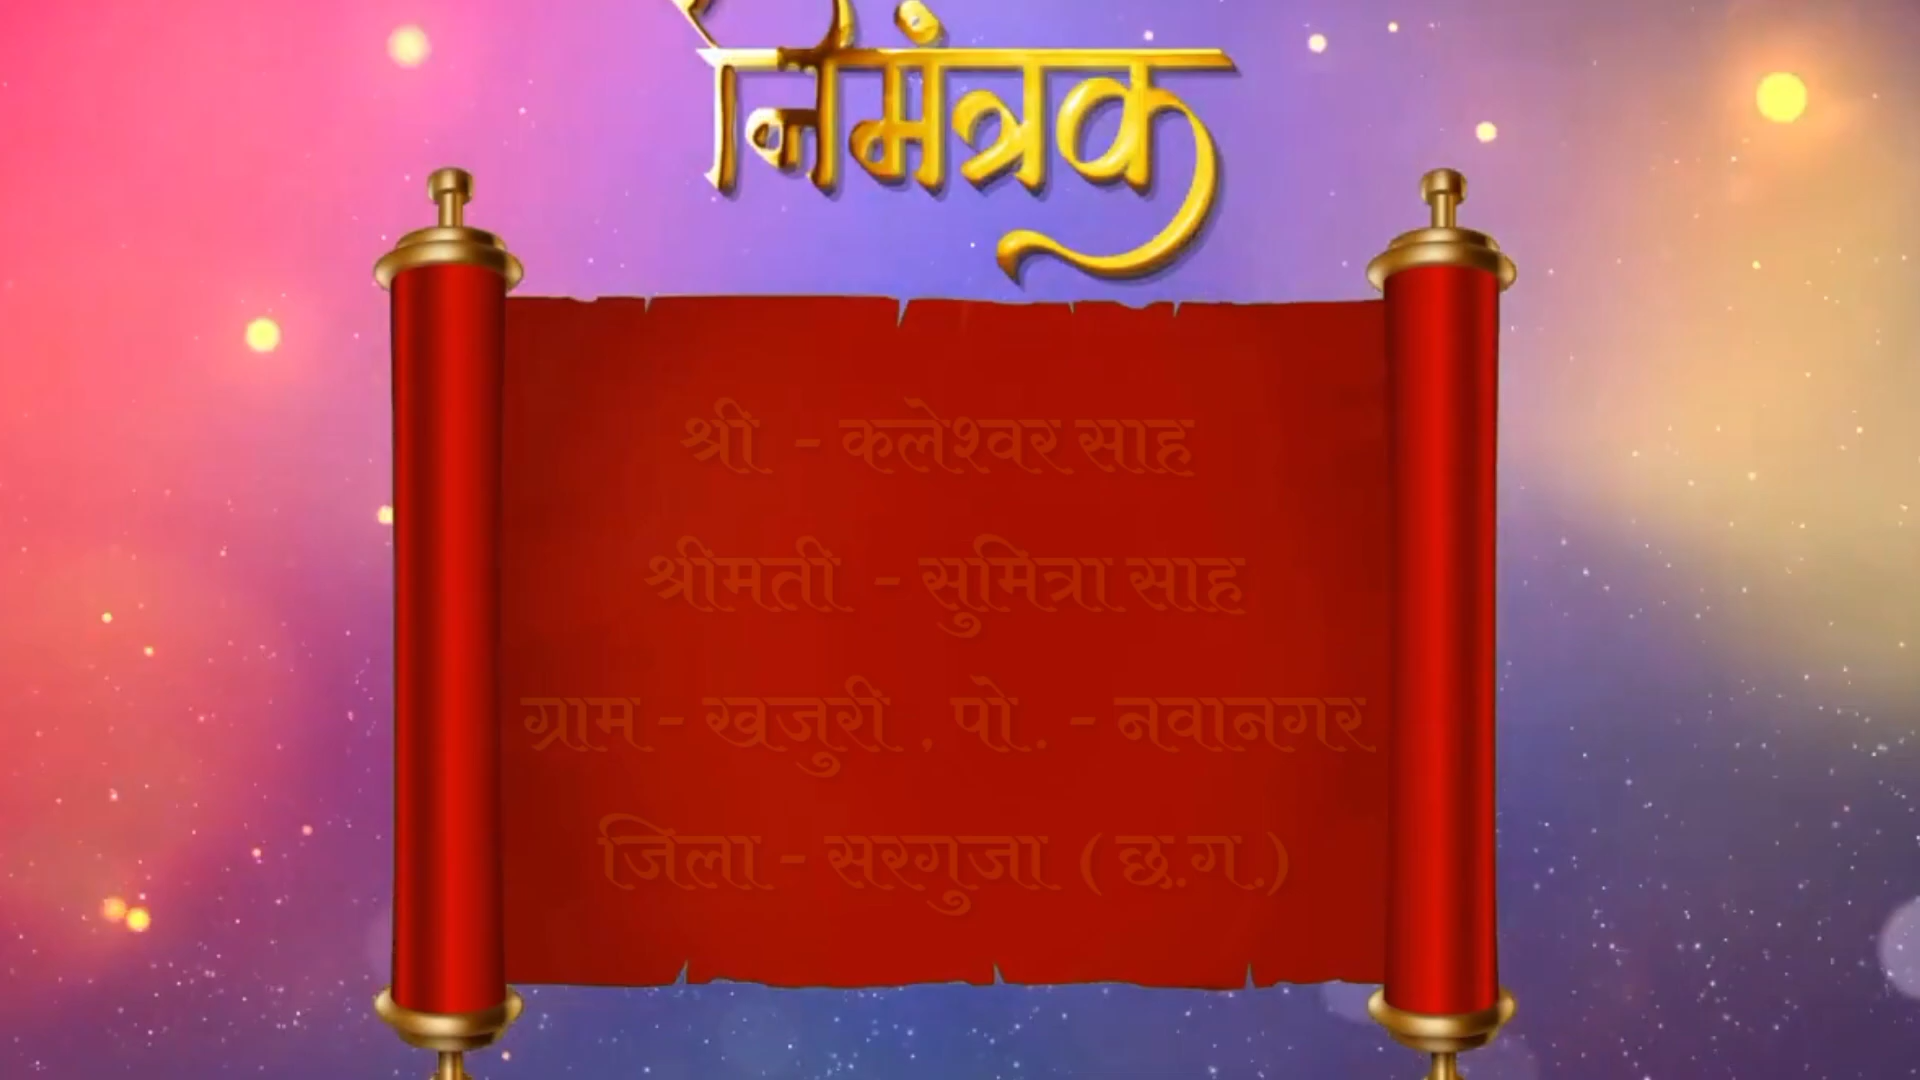 निमंत्रक
श्री - कलेश्वर साह
श्रीमती - सुमित्रा साह
ग्राम - खजुरी , पो. - नवानगर
जिला - सरगुजा ( छ.ग.)